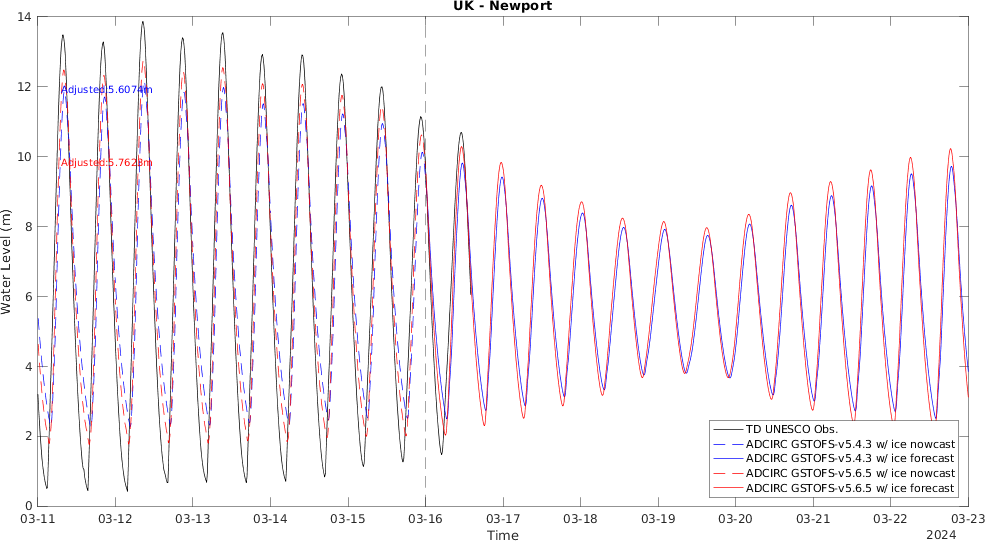 UK - Newport
14
12
10
8
6
4
2
0
Water Level (m)
Adjusted:5.6074m
Adjusted:5.7623m
TD UNESCO Obs.
ADCIRC GSTOFS-v5.4.3 w/ ice nowcast
ADCIRC GSTOFS-v5.4.3 w/ ice forecast
ADCIRC GSTOFS-v5.6.5 w/ ice nowcast
ADCIRC GSTOFS-v5.6.5 w/ ice forecast
03-11 03-12 03-13 03-14 03-15 03-16 03-17 03-18 03-19 03-20 03-21 03-22 03-23
Time
2024